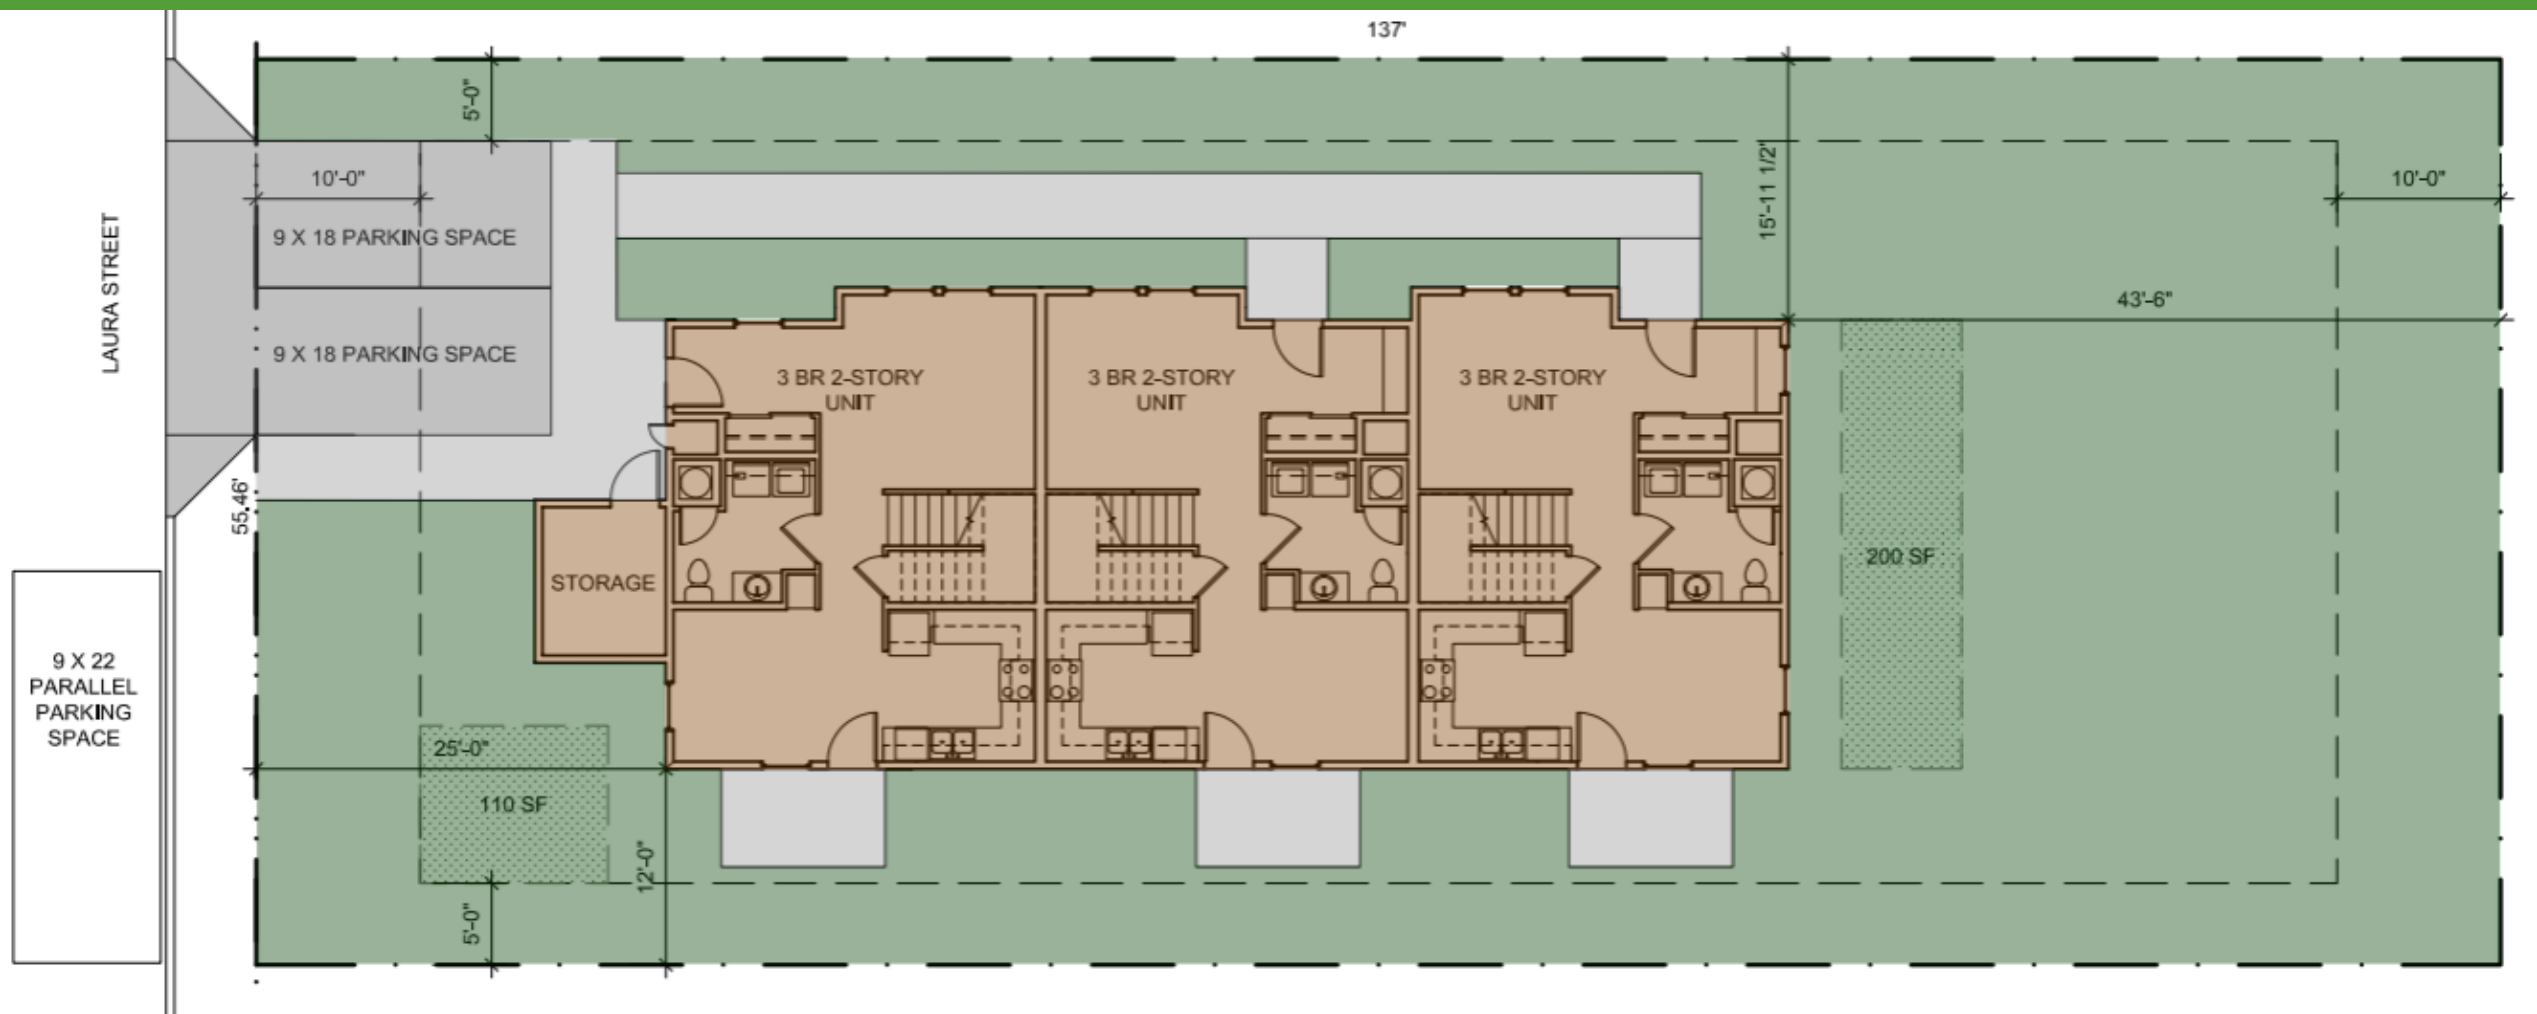 137'
5'-0"
10'-0"
9 X 18 PARKING SPACE
9 X 18 PARKING SPACE
LAURA STREET
55.46'
15'-11 1/2"
10'-0"
43'-6"
3 BR 2-STORY
UNIT
3 BR 2-STORY
UNIT
3 BR 2-STORY
UNIT
STORAGE
200 SF
9 X 22
PARALLEL
PARKING
SPACE
25'-0"
110 SF
12'-0"
5'-0"